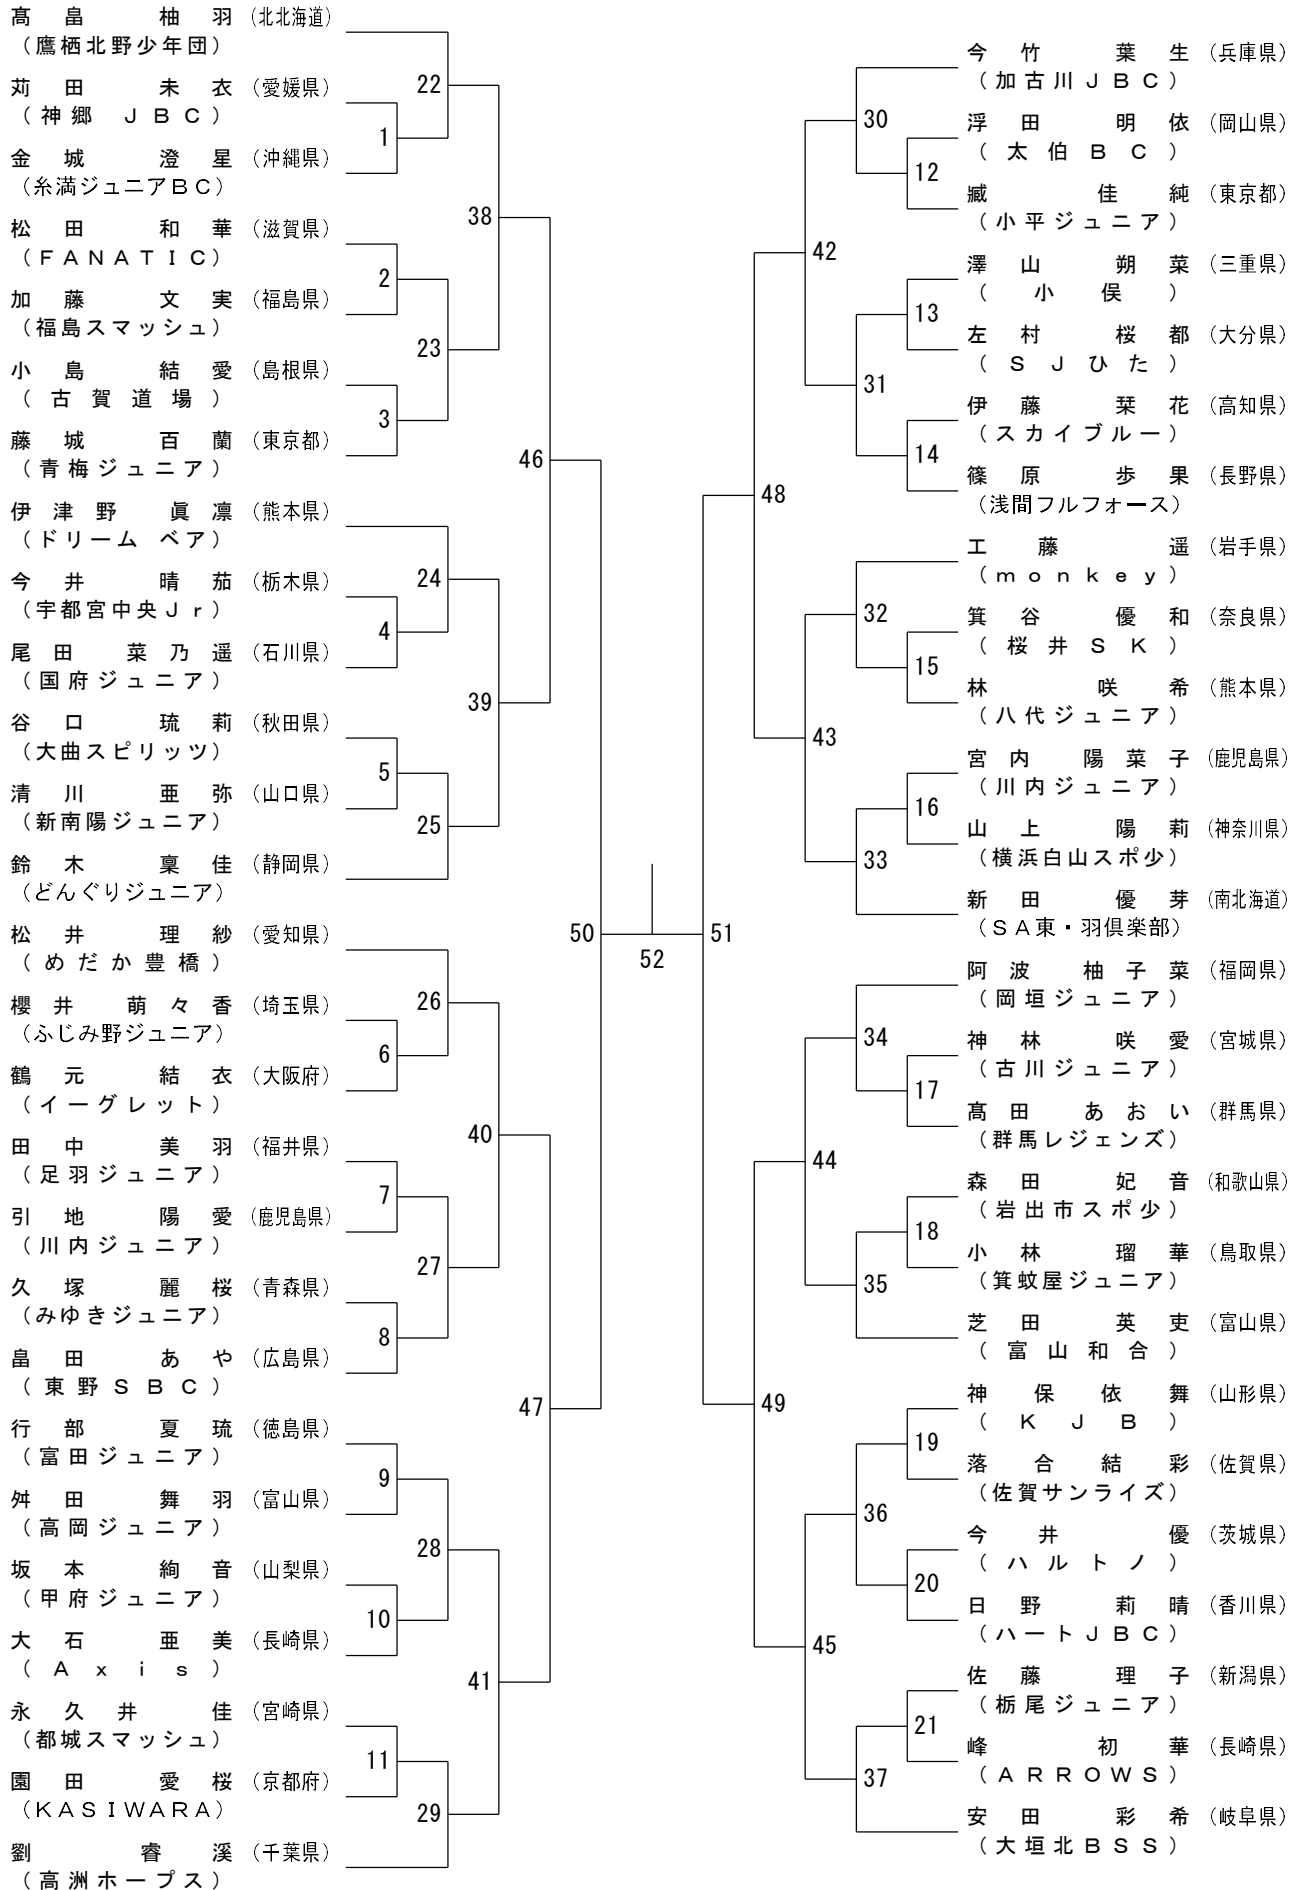 髙畠 柚羽 (北北海道)
(鷹栖北野少年団)
苅田 未衣 (愛媛県)
(神郷 JBC)
金城 澄星 (沖縄県)
(糸満ジュニアBC)
松田 和華 (滋賀県)
(FANATIC)
加藤 文実 (福島県)
(福島スマッシュ)
小島 結愛 (島根県)
(古賀道場)
藤城 百蘭 (東京都)
(青梅ジュニア)
伊津野 眞凛 (熊本県)
(ドリーム ベア)
今井 晴茄 (栃木県)
(宇都宮中央Jr)
尾田 菜乃遥 (石川県)
(国府ジュニア)
谷口 琉莉 (秋田県)
(大曲スピリッツ)
清川 亜弥 (山口県)
(新南陽ジュニア)
鈴木 稟佳 (静岡県)
(どんぐりジュニア)
松井 理紗 (愛知県)
(めだか豊橋)
櫻井 萌々香 (埼玉県)
(ふじみ野ジュニア)
鶴元 結衣 (大阪府)
(イーグレット)
田中 美羽 (福井県)
(足羽ジュニア)
引地 陽愛 (鹿児島県)
(川内ジュニア)
久塚 麗桜 (青森県)
(みゆきジュニア)
畠田 あや (広島県)
(東野SBC)
行部 夏琉 (徳島県)
(富田ジュニア)
舛田 舞羽 (富山県)
(高岡ジュニア)
坂本 絢音 (山梨県)
(甲府ジュニア)
大石 亜美 (長崎県)
(Axis)
永久井 佳 (宮崎県)
(都城スマッシュ)
園田 愛桜 (京都府)
(KASIWARA)
劉 睿溪 (千葉県)
(高洲ホープス)
1
2
3
4
5
6
7
8
9
10
11
22
23
24
25
26
27
28
29
38
39
40
41
46
47
50
52
51
48
49
42
43
44
45
30
31
32
33
34
35
36
37
12
13
14
15
16
17
18
19
20
21
今竹 葉生 (兵庫県)
(加古川JBC)
浮田 明依 (岡山県)
(太伯BC)
臧 佳純 (東京都)
(小平ジュニア)
澤山 朔菜 (三重県)
(小俣)
左村 桜都 (大分県)
(SJひた)
伊藤 栞花 (高知県)
(スカイブルー)
篠原 歩果 (長野県)
(浅間フルフォース)
工藤 遥 (岩手県)
(monkey)
箕谷 優和 (奈良県)
(桜井SK)
林 咲希 (熊本県)
(八代ジュニア)
宮内 陽菜子 (鹿児島県)
(川内ジュニア)
山上 陽莉 (神奈川県)
(横浜白山スポ少)
新田 優芽 (南北海道)
(SA東・羽倶楽部)
阿波 柚子菜 (福岡県)
(岡垣ジュニア)
神林 咲愛 (宮城県)
(古川ジュニア)
髙田 あおい (群馬県)
(群馬レジェンズ)
森田 妃音 (和歌山県)
(岩出市スポ少)
小林 瑠華 (鳥取県)
(箕蚊屋ジュニア)
芝田 英吏 (富山県)
(富山和合)
神保依舞 (山形県)
(KJB)
落合結彩 (佐賀県)
(佐賀サンライズ)
今井 優 (茨城県)
(ハルトノ)
日野 莉晴 (香川県)
(ハートJBC)
佐藤 理子 (新潟県)
(栃尾ジュニア)
峰 初華 (長崎県)
(ARROWS)
安田 彩希 (岐阜県)
(大垣北BSS)